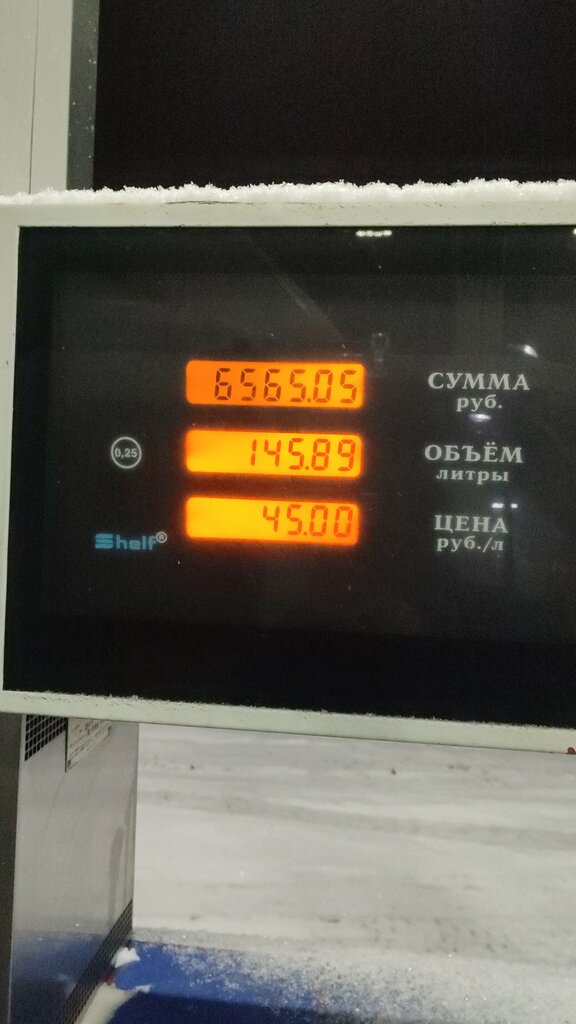 6565.05
СУММА
руб.
0,25
145.89
ОБЪЁМ
литры
45.00
ЦЕНА
руб./л
Shelf®